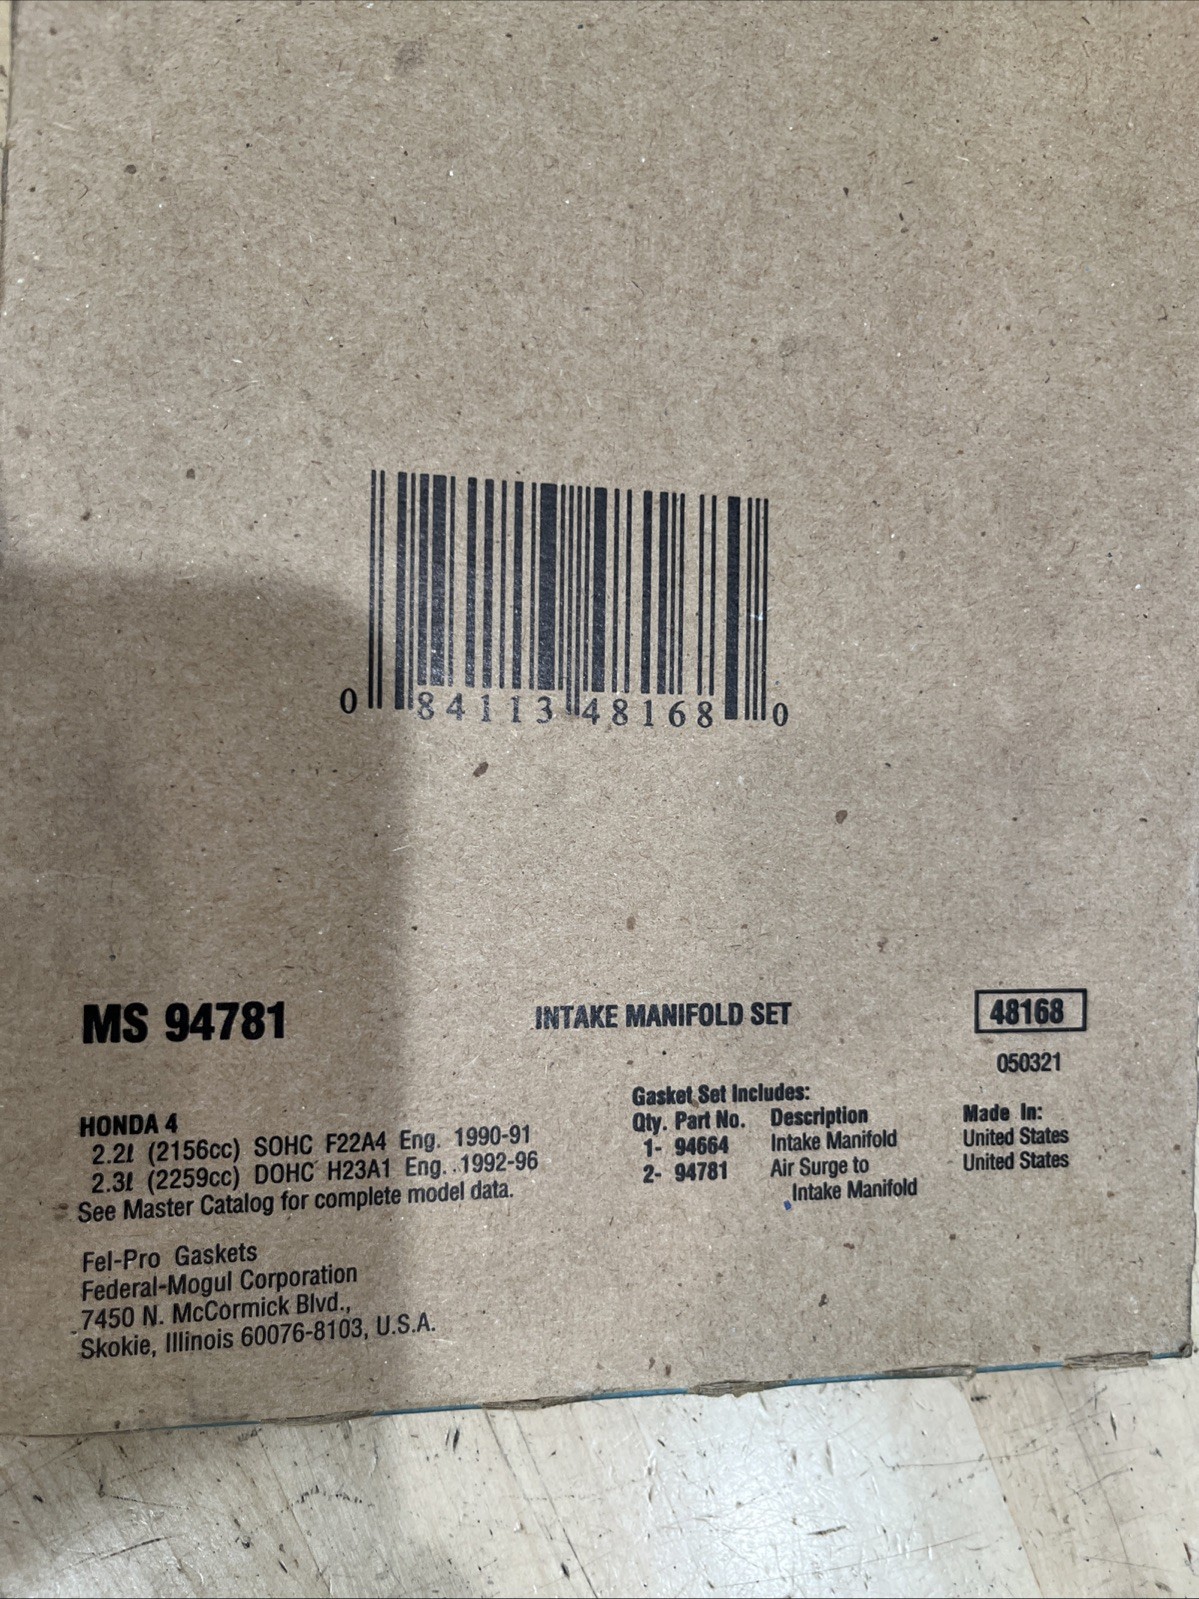 0 84113 48168 0
MS 94781
INTAKE MANIFOLD SET
48168
050321
HONDA 4
2.2ℓ (2156cc) SOHC F22A4 Eng. 1990-91
2.3ℓ (2259cc) DOHC H23A1 Eng. 1992-96
See Master Catalog for complete model data.
Fel-Pro Gaskets
Federal-Mogul Corporation
7450 N. McCormick Blvd.,
Skokie, Illinois 60076-8103, U.S.A.
Gasket Set Includes:
Qty. Part No. Description Made In:
1- 94664 Intake Manifold United States
2- 94781 Air Surge to United States
Intake Manifold